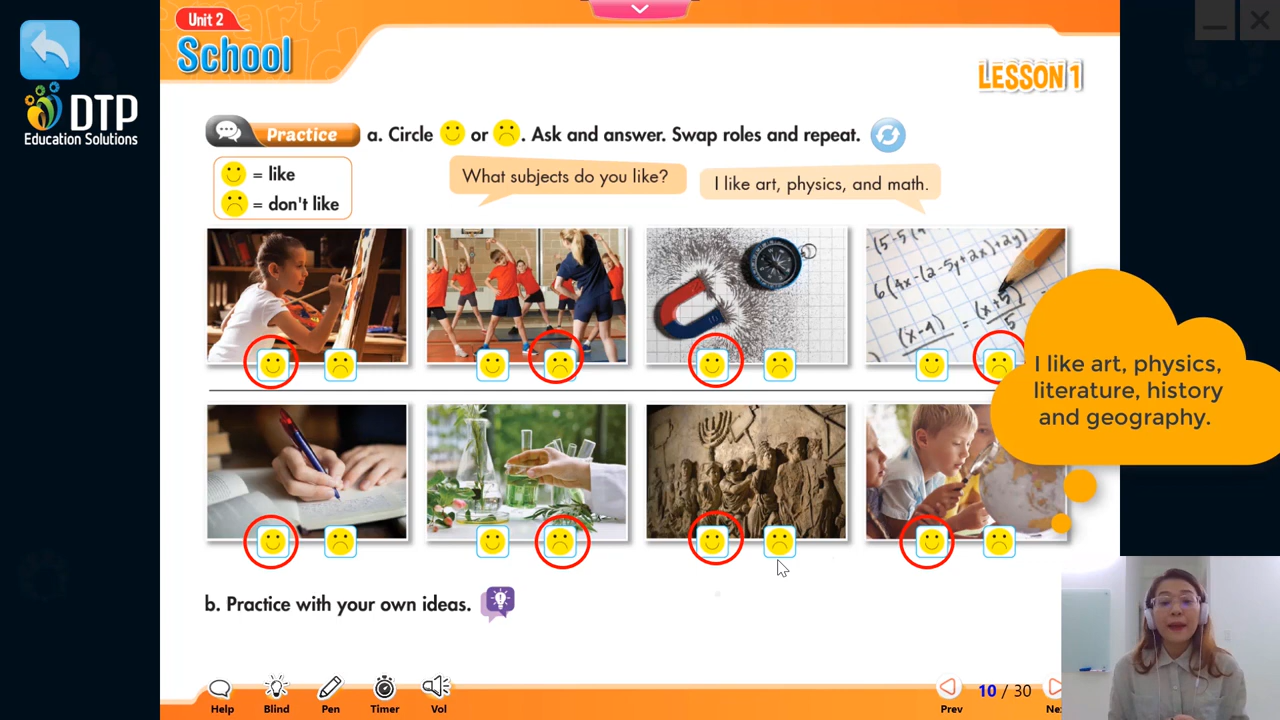 Unit 2
School
LESSON 1
DTP
Education Solutions
Practice a. Circle or . Ask and answer. Swap roles and repeat.
= like
= don't like
What subjects do you like?
I like art, physics, and math.
I like art, physics,
literature, history
and geography.
b. Practice with your own ideas.
Help Blind Pen Timer Vol
Prev 10 / 30